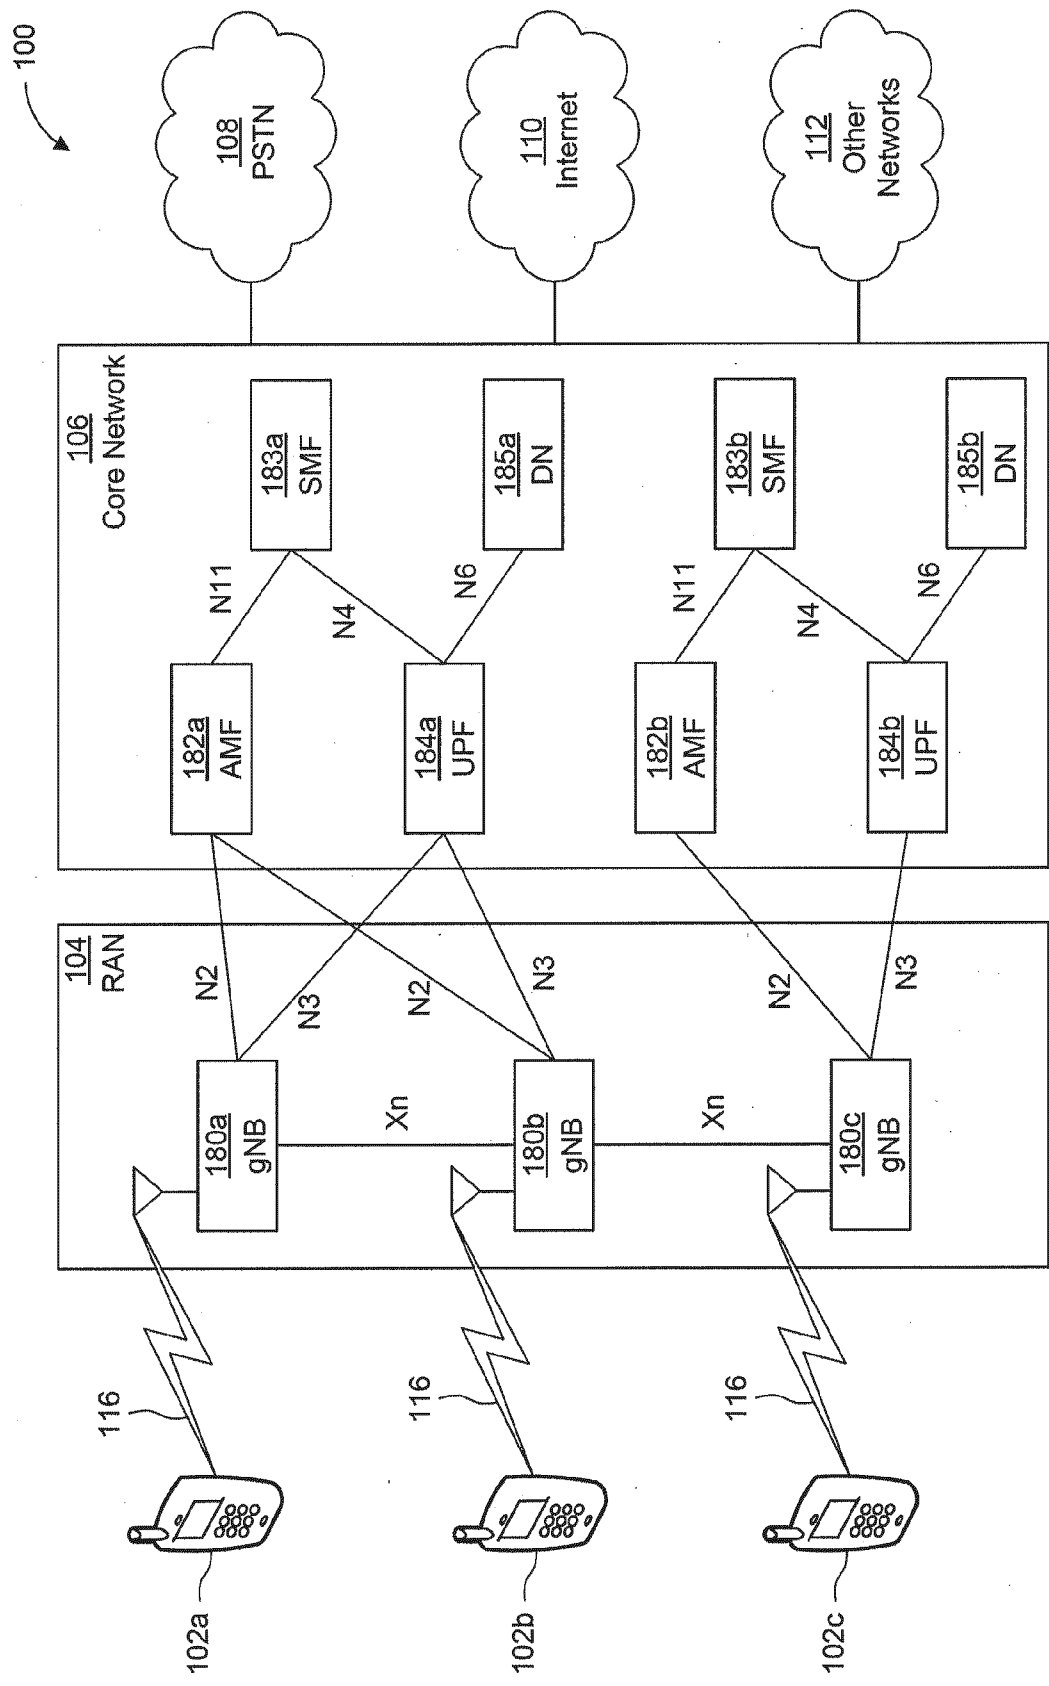 100
108
PSTN
110
Internet
112
Other
Networks
106
Core Network
183a
SMF
185a
DN
183b
SMF
185b
DN
N11
N4
N6
N11
N4
N6
182a
AMF
184a
UPF
182b
AMF
184b
UPF
104
RAN
N2
N3
N2
N3
N2
N3
180a
gNB
Xn
180b
gNB
Xn
180c
gNB
116
116
116
102a
102b
102c